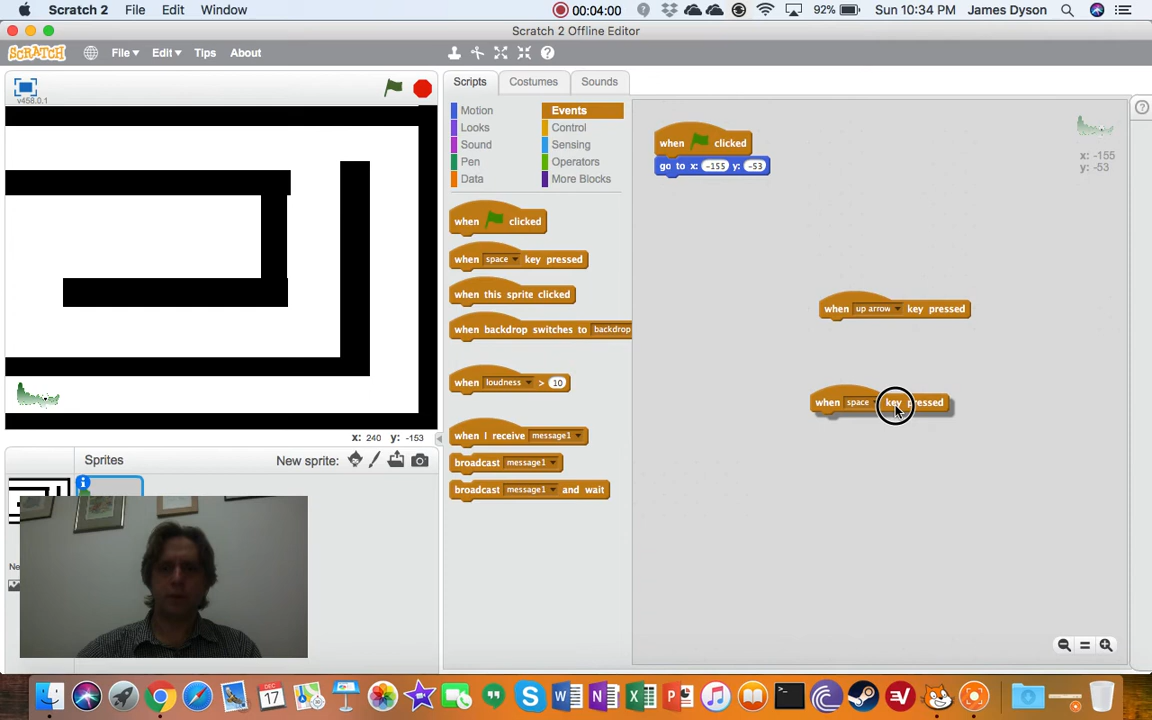 Scratch 2 File Edit Window 00:04:00 92% Sun 10:34 PM James Dyson
Scratch 2 Offline Editor
SCRATCH File Edit Tips About
v458.0.1
Scripts Costumes Sounds
Motion Events
Looks Control
Sound Sensing
Pen Operators
Data More Blocks
when clicked
when space key pressed
when this sprite clicked
when backdrop switches to backdrop
when loudness > 10
when I receive message1
broadcast message1
broadcast message1 and wait
when clicked
go to x: -155 y: -53
x: -155
y: -53
when up arrow key pressed
when space key pressed
x: 240 y: -153
Sprites New sprite: